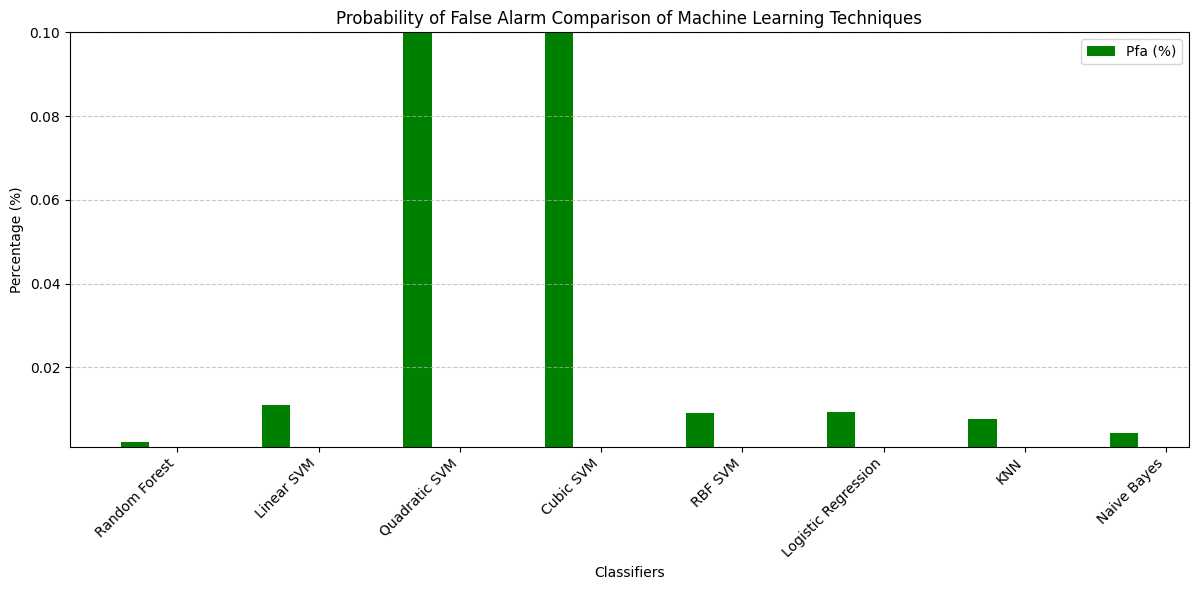 Probability of False Alarm Comparison of Machine Learning Techniques
0.10
0.08
0.06
0.04
0.02
Percentage (%)
Pfa (%)
Random Forest
Linear SVM
Quadratic SVM
Cubic SVM
RBF SVM
Logistic Regression
KNN
Naive Bayes
Classifiers